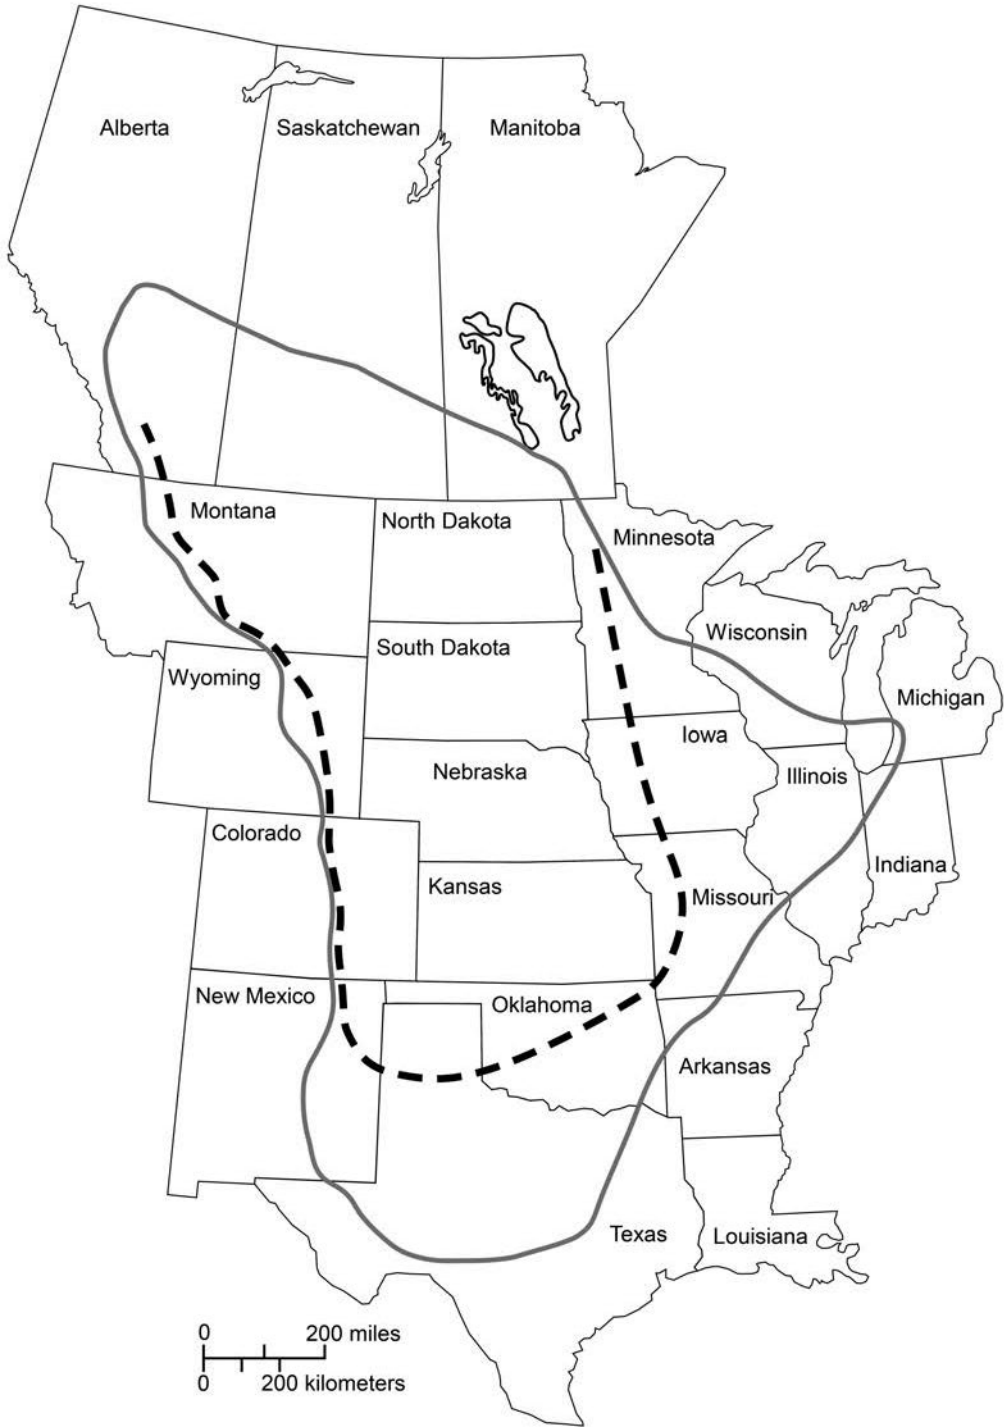 Alberta
Saskatchewan
Manitoba
Montana
North Dakota
Minnesota
South Dakota
Wisconsin
Wyoming
Michigan
Iowa
Nebraska
Illinois
Colorado
Indiana
Kansas
Missouri
New Mexico
Oklahoma
Arkansas
Texas
Louisiana
0 200 miles
0 200 kilometers